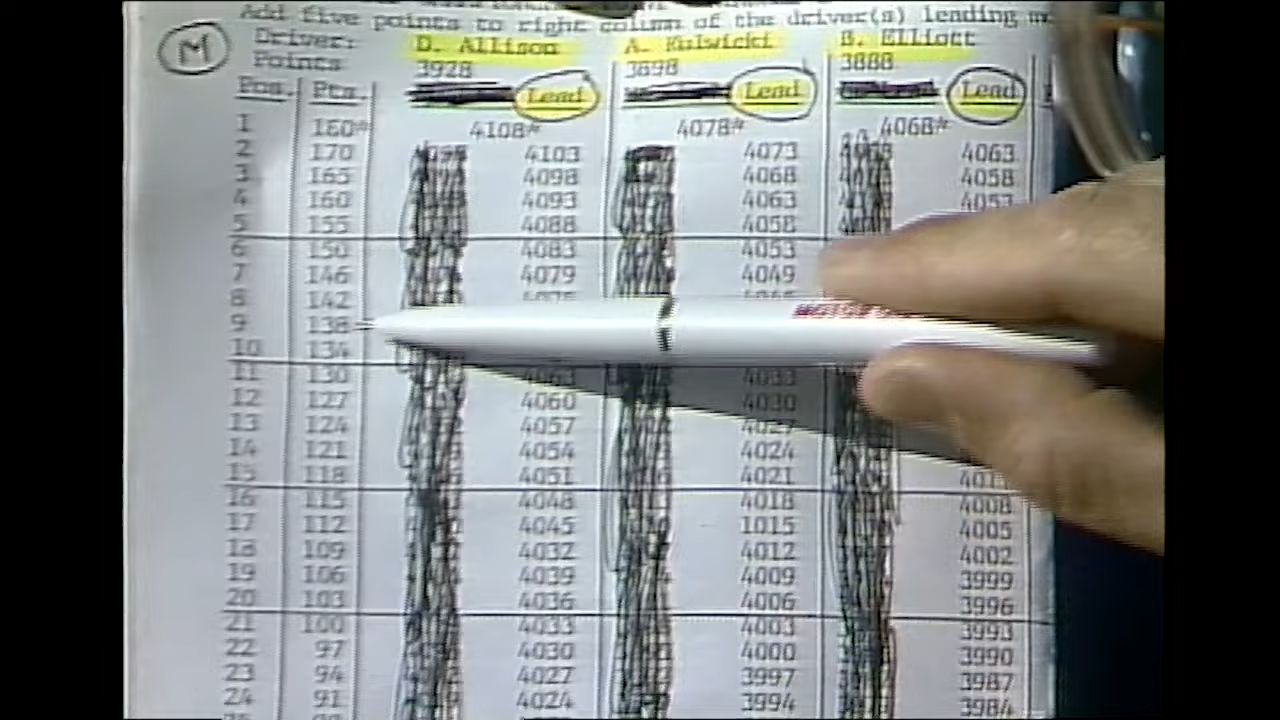 Add five points to right column of the driver(s) leading
M Driver: D. Allison A. Kulwicki B. Elliott
Points 3928 3898 3888
Pos. Pts. Lead Lead Lead
1 160* 4108* 4078* 4068*
2 170 4103 4073 4063
3 165 4098 4068 4058
4 160 4093 4063 4053
5 155 4088 4058
6 150 4083 4053
7 146 4079 4049
8 142
9 138
10 134
11 130 4033
12 127 4060 4030
13 124 4057 4027
14 121 4054 4024
15 118 4051 4021
16 115 4048 4018 4008
17 112 4045 1015 4005
18 109 4032 4012 4002
19 106 4039 4009 3999
20 103 4036 4006 3996
21 100 4033 4003 3993
22 97 4030 4000 3990
23 94 4027 3997 3987
24 91 4024 3994 3984